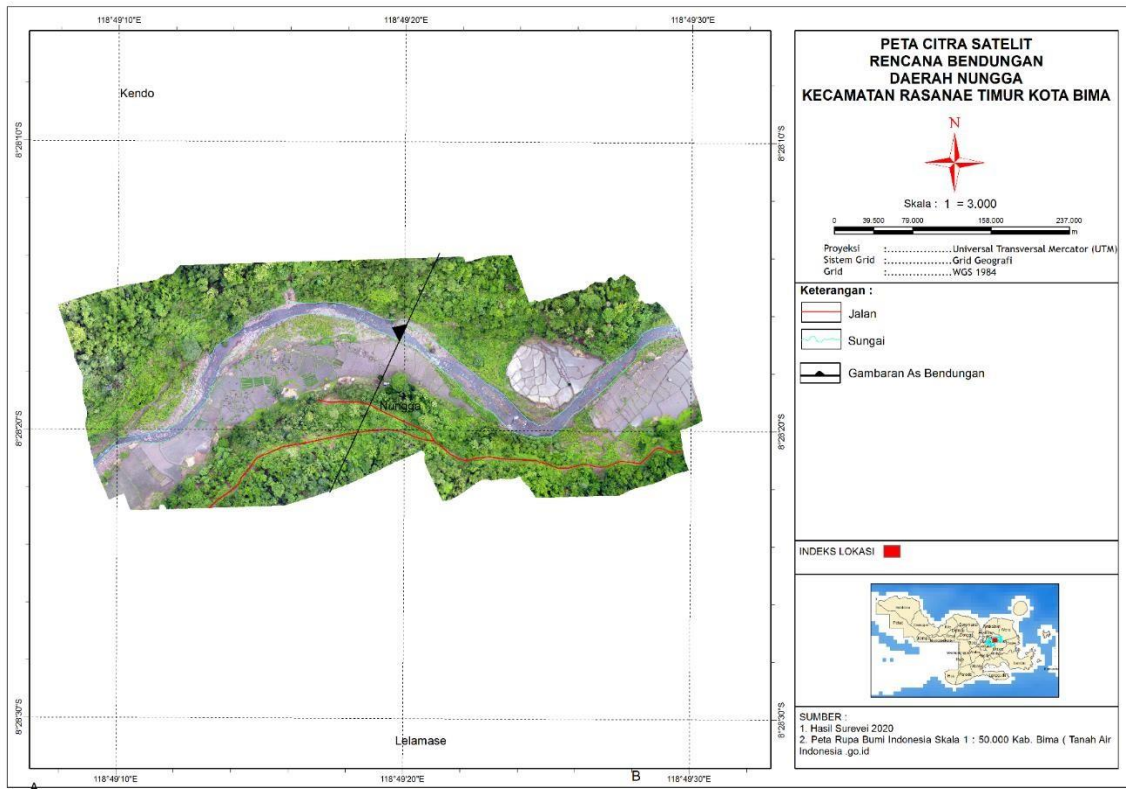 118°49'10"E 118°49'20"E 118°49'30"E
Kendo
8°28'10"S 8°28'10"S
Nungga
8°28'20"S 8°28'20"S
8°28'30"S 8°28'30"S
Lelamase
118°49'10"E 118°49'20"E B 118°49'30"E
A
PETA CITRA SATELIT
RENCANA BENDUNGAN
DAERAH NUNGGA
KECAMATAN RASANAE TIMUR KOTA BIMA
N
Skala : 1 = 3.000
0 39.500 79.000 158.000 237.000
m
Proyeksi :....................Universal Transversal Mercator (UTM)
Sistem Grid :....................Grid Geografi
Grid :....................WGS 1984
Keterangan :
Jalan
Sungai
Gambaran As Bendungan
INDEKS LOKASI
SUMBER :
1. Hasil Surevei 2020
2. Peta Rupa Bumi Indonesia Skala 1 : 50.000 Kab. Bima ( Tanah Air
Indonesia .go.id